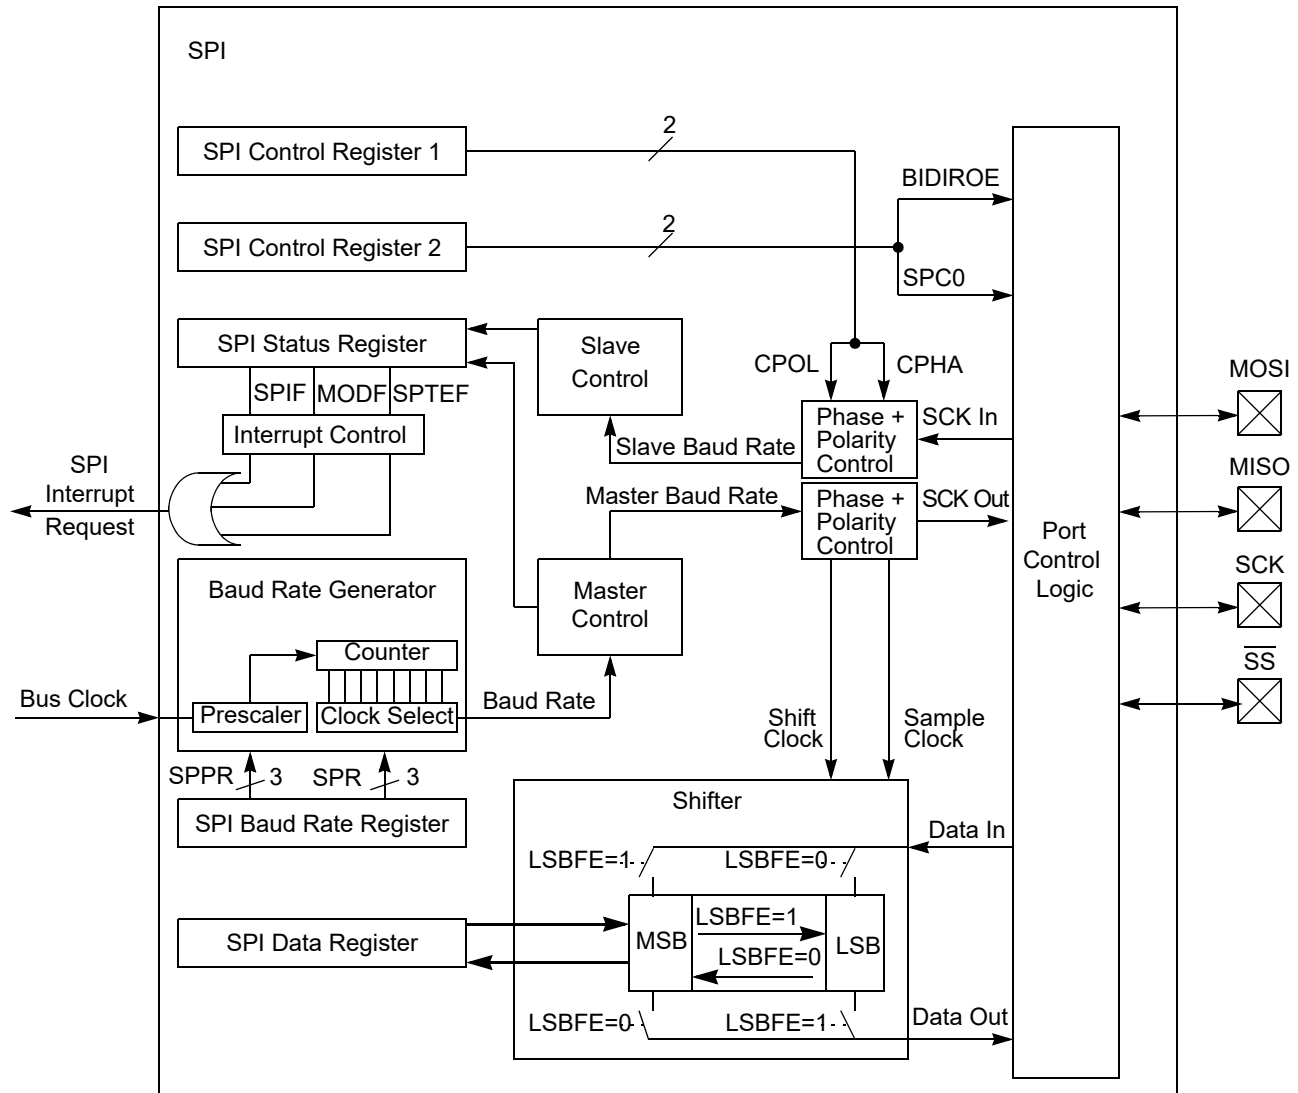 SPI
SPI Control Register 1
2
SPI Control Register 2
2
BIDIROE
SPC0
SPI Status Register
SPIF
MODF
SPTEF
Interrupt Control
Slave
Control
CPOL
CPHA
Phase +
Polarity
Control
SCK In
Slave Baud Rate
Master Baud Rate
Phase +
Polarity
Control
SCK Out
SPI
Interrupt
Request
Port
Control
Logic
MOSI
MISO
SCK
SS
Baud Rate Generator
Counter
Prescaler
Clock Select
Bus Clock
Baud Rate
Master
Control
SPPR
3
SPR
3
SPI Baud Rate Register
Shift
Clock
Sample
Clock
Shifter
Data In
LSBFE=1
LSBFE=0
SPI Data Register
MSB
LSBFE=1
LSBFE=0
LSB
LSBFE=0
LSBFE=1
Data Out